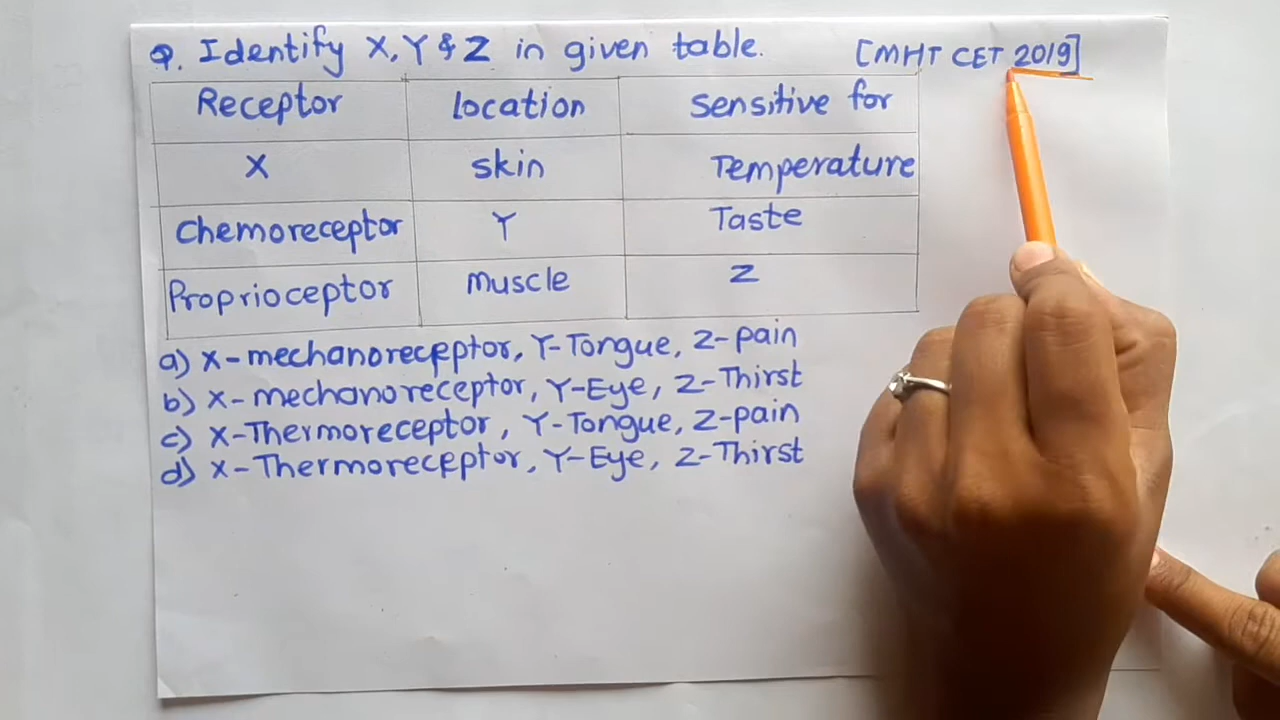 Q. Identify X, Y & Z in given table. [MHT CET 2019]
Receptor location Sensitive for
X skin Temperature
Chemoreceptor Y Taste
Proprioceptor Muscle Z
a) X-mechanoreceptor, Y-Tongue, Z-pain
b) X-mechanoreceptor, Y-Eye, Z-Thirst
c) X-Thermoreceptor, Y-Tongue, Z-pain
d) X-Thermoreceptor, Y-Eye, Z-Thirst